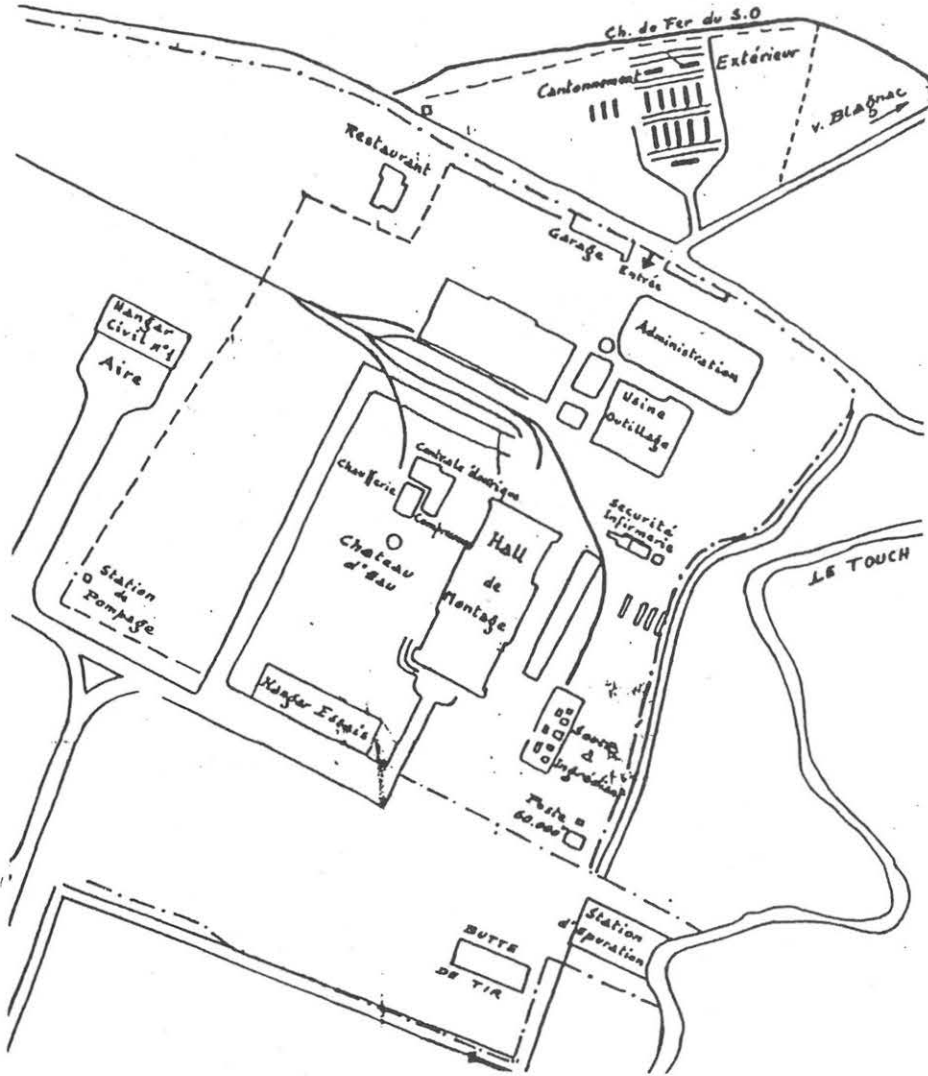 Ch. de Fer du S.O
Cantonnement
Extérieur
v. Blagnac
Restaurant
Garage
Entrée
Hangar
Civil n°1
Aire
Administration
Usine
Outillage
Centrale électrique
Chaufferie
Compresseurs
Sécurité
Infirmerie
Chateau
d'Eau
Hall
de
Montage
LE TOUCH
Station
de
Pompage
Hangar Essais
&
Poste
60.000
Station
d'épuration
BUTTE
DE TIR